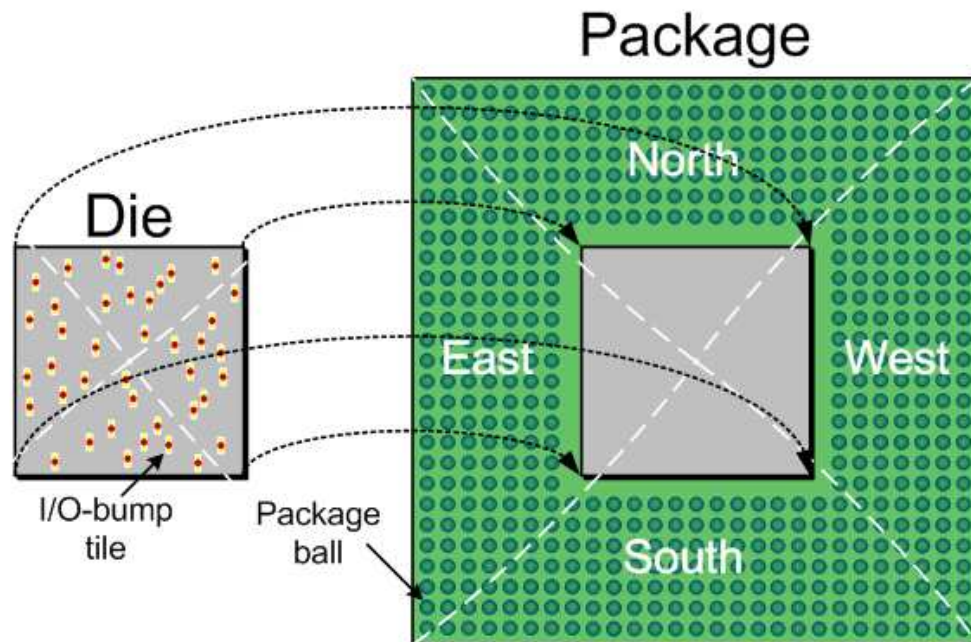 Package
North
Die
East
West
I/O-bump
tile
Package
ball
South